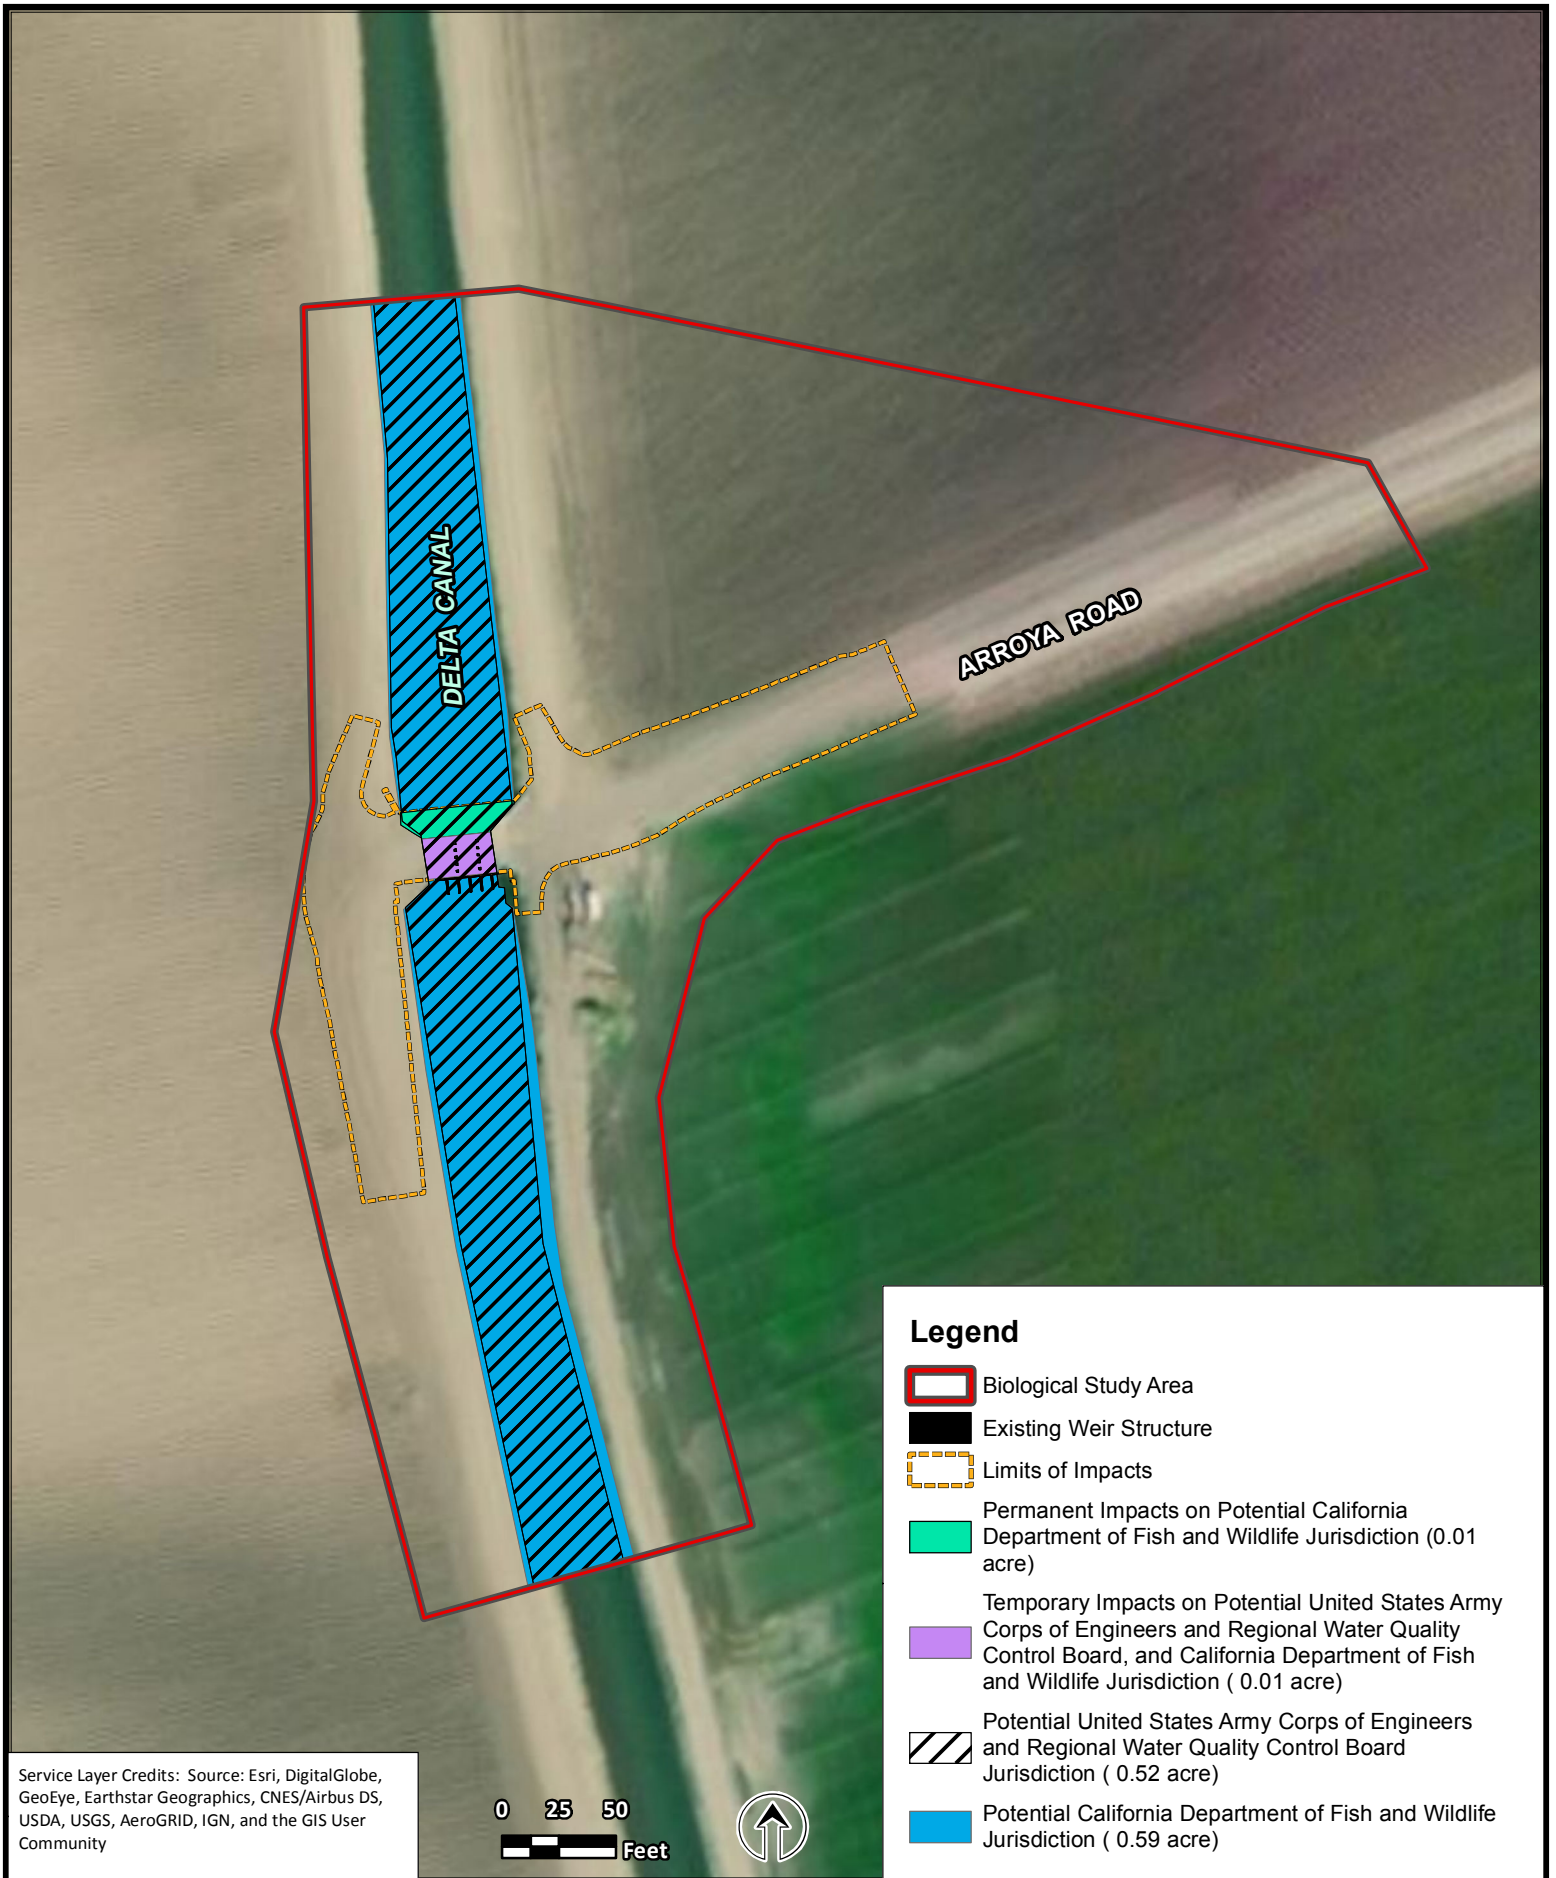 DELTA CANAL
ARROYA ROAD
Legend
Biological Study Area
Existing Weir Structure
Limits of Impacts
Permanent Impacts on Potential California
Department of Fish and Wildlife Jurisdiction (0.01
acre)
Temporary Impacts on Potential United States Army
Corps of Engineers and Regional Water Quality
Control Board, and California Department of Fish
and Wildlife Jurisdiction ( 0.01 acre)
Potential United States Army Corps of Engineers
and Regional Water Quality Control Board
Jurisdiction ( 0.52 acre)
Potential California Department of Fish and Wildlife
Jurisdiction ( 0.59 acre)
Service Layer Credits: Source: Esri, DigitalGlobe,
GeoEye, Earthstar Geographics, CNES/Airbus DS,
USDA, USGS, AeroGRID, IGN, and the GIS User
Community
0 25 50
Feet